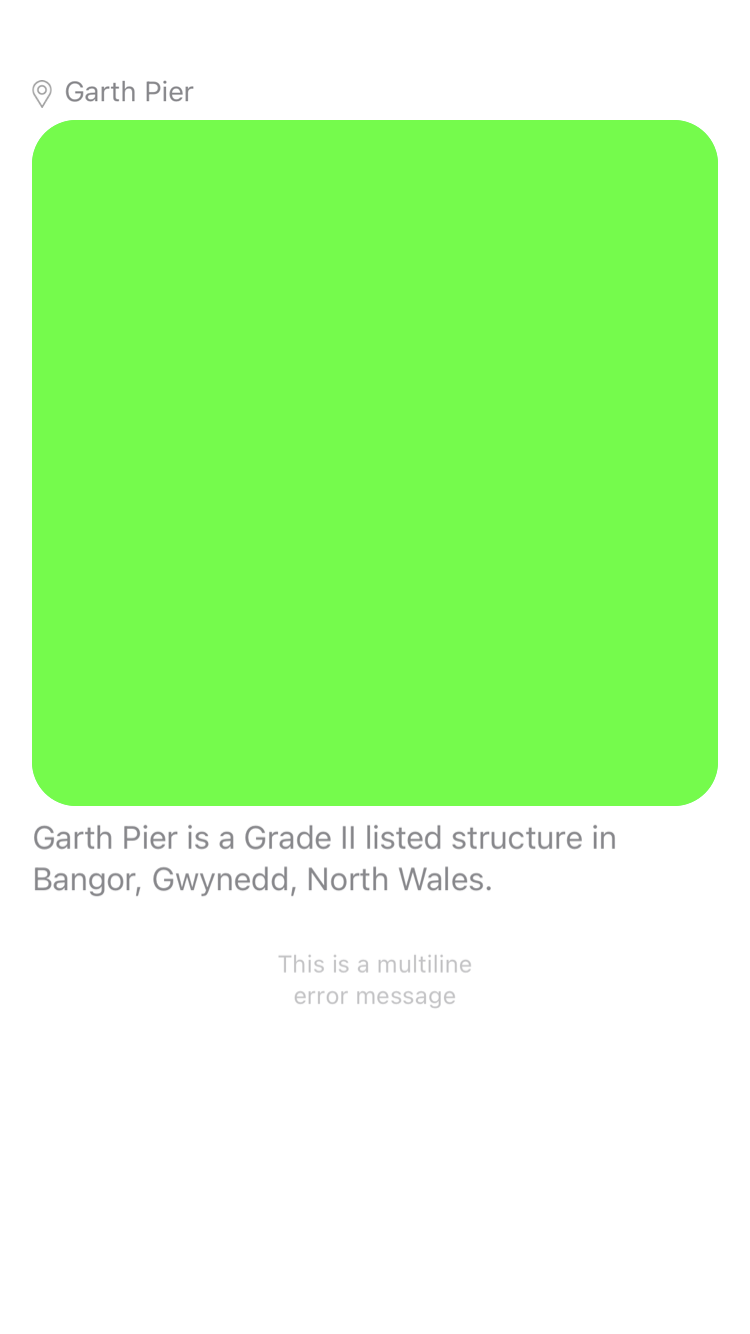 Garth Pier
Garth Pier is a Grade II listed structure in
Bangor, Gwynedd, North Wales.
This is a multiline
error message